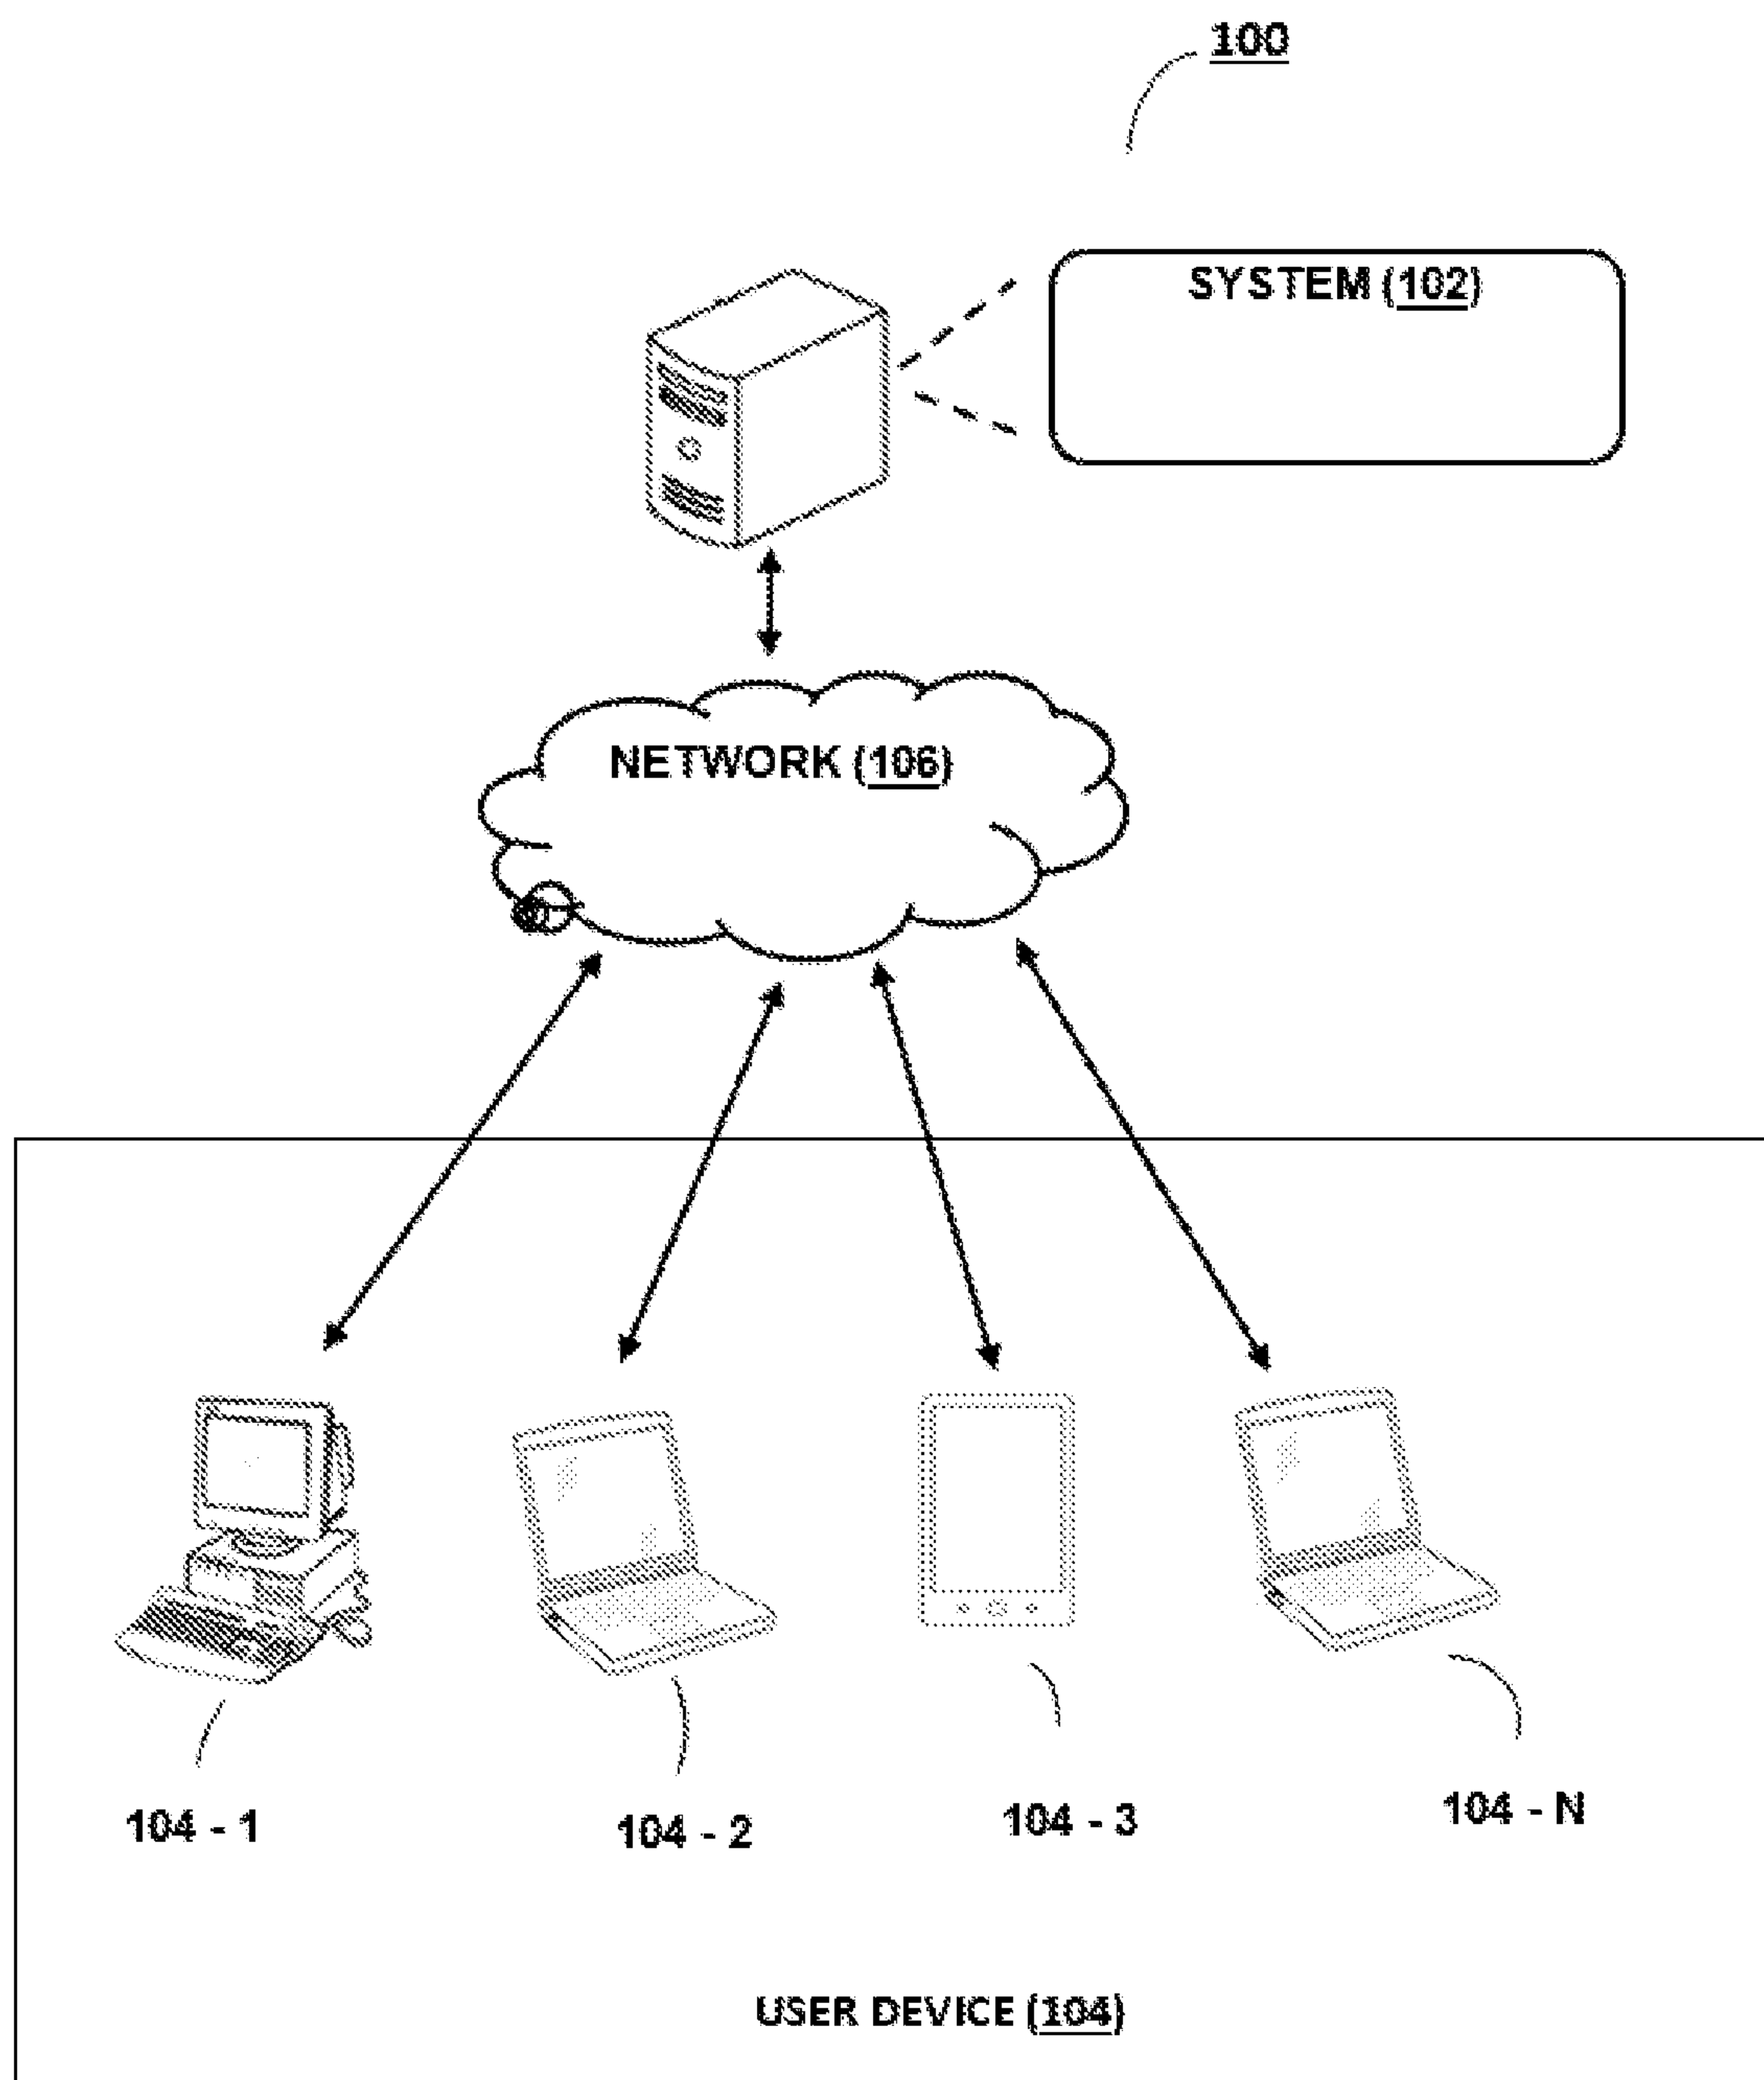 100
SYSTEM (102)
NETWORK (106)
104 - 1
104 - 2
104 - 3
104 - N
USER DEVICE (104)